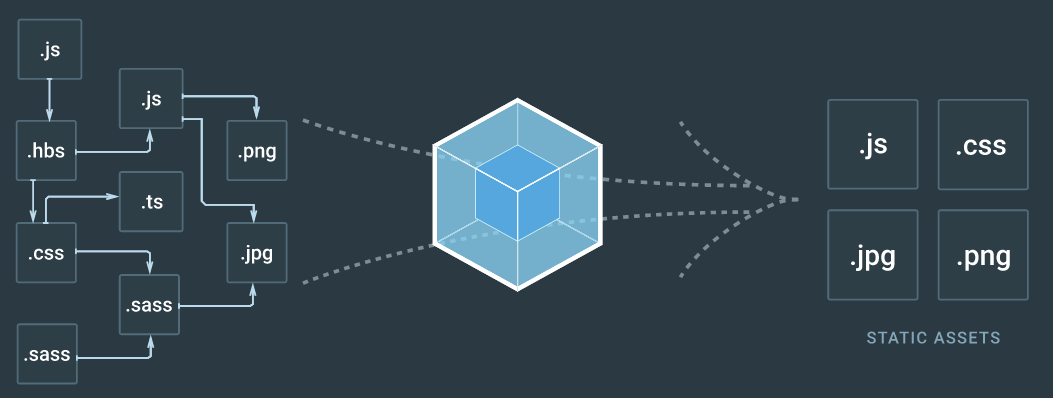 .js
.js
.hbs
.png
.ts
.css
.jpg
.sass
.sass
.js
.css
.jpg
.png
STATIC ASSETS